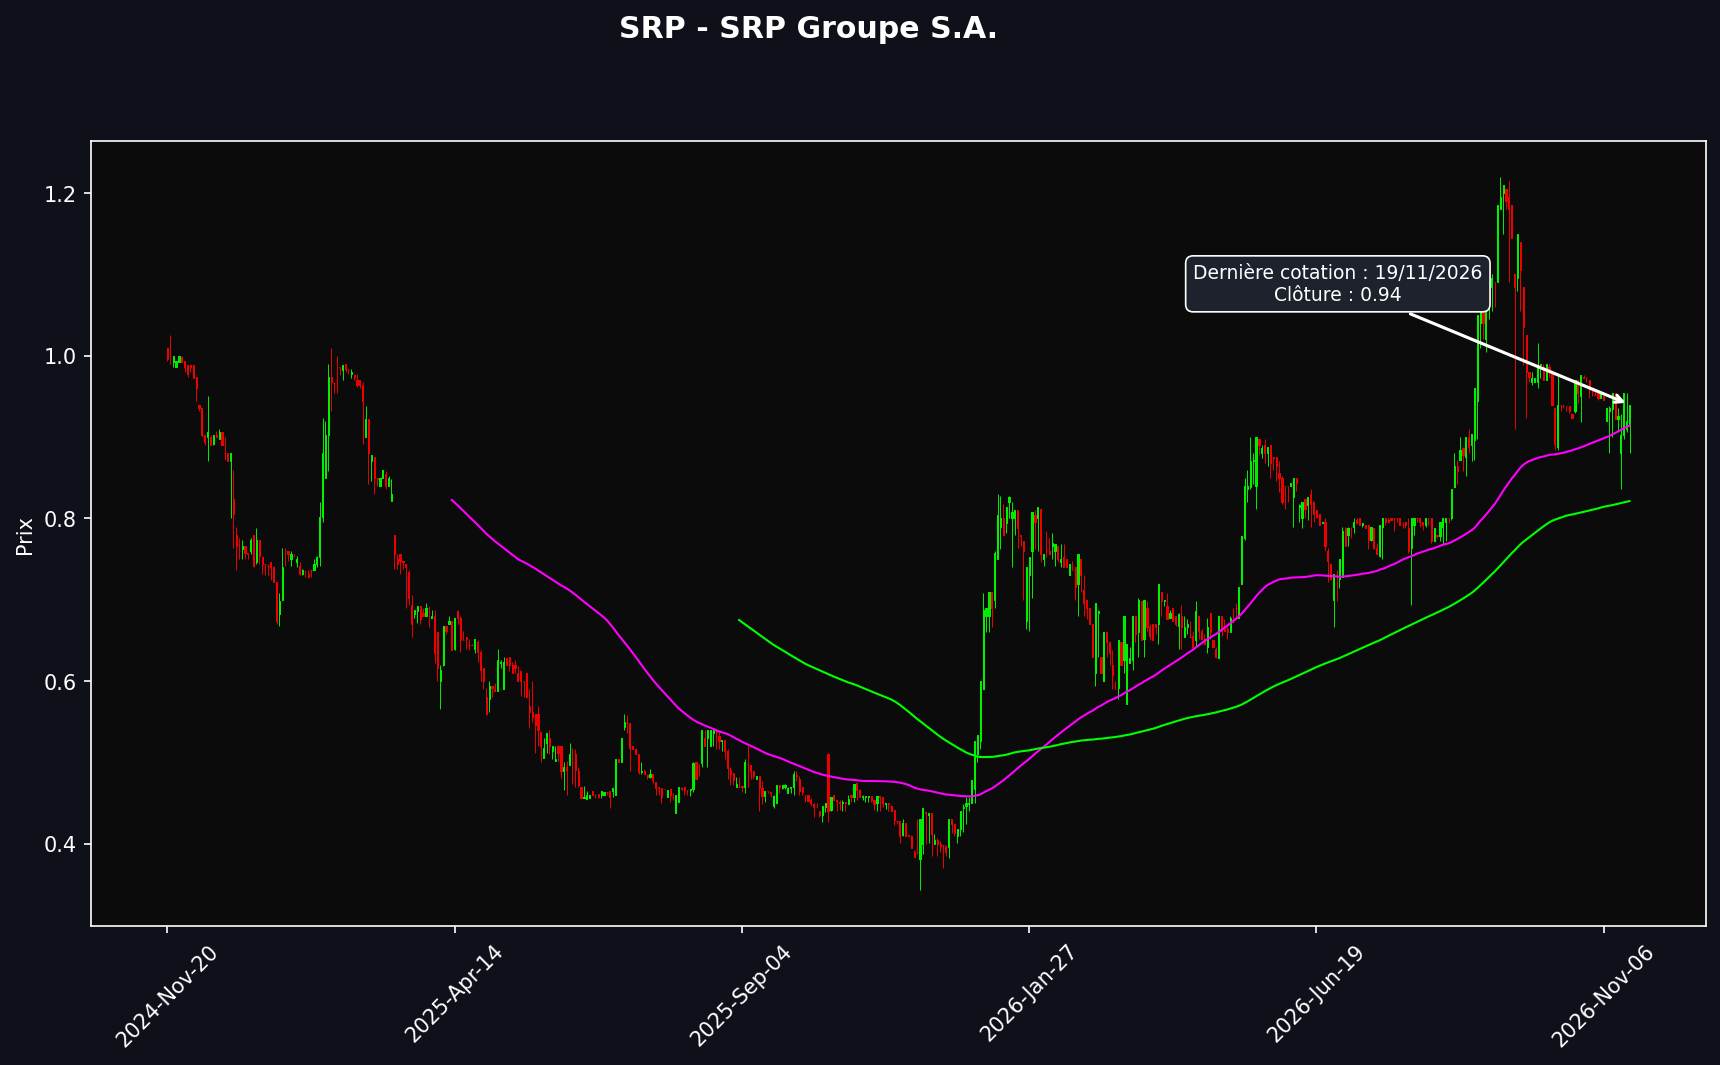 SRP - SRP Groupe S.A.
Prix
1.2
1.0
0.8
0.6
0.4
Dernière cotation : 19/11/2026
Clôture : 0.94
2024-Nov-20
2025-Apr-14
2025-Sep-04
2026-Jan-27
2026-Jun-19
2026-Nov-06